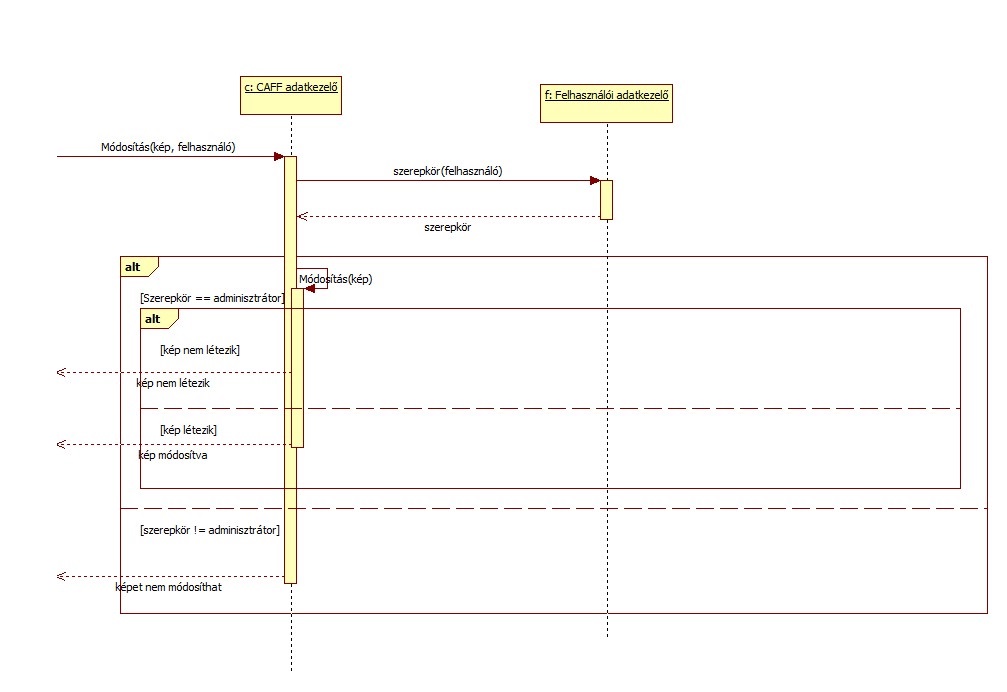 c: CAFF adatkezelő
f: Felhasználói adatkezelő
Módosítás(kép, felhasználó)
szerepkör(felhasználó)
szerepkör
alt
Módosítás(kép)
[Szerepkör == adminisztrátor]
alt
[kép nem létezik]
kép nem létezik
[kép létezik]
kép módosítva
[szerepkör != adminisztrátor]
képet nem módosíthat